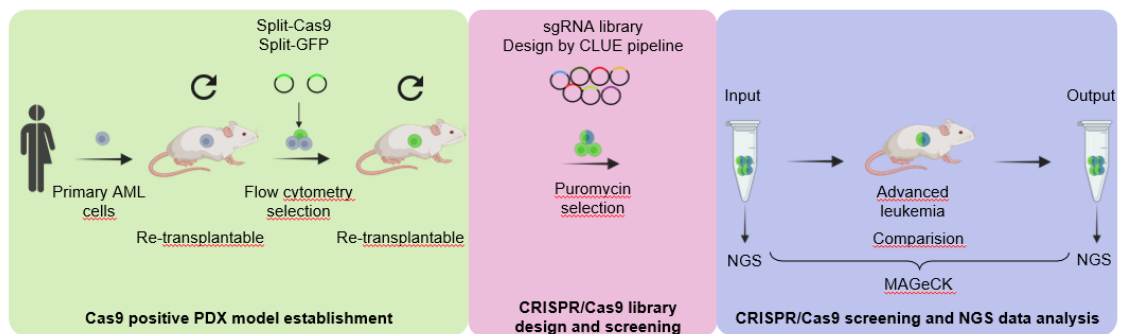 Split-Cas9
Split-GFP
Primary AML
cells
Flow cytometry
selection
Re-transplantable
Re-transplantable
Cas9 positive PDX model establishment
sgRNA library
Design by CLUE pipeline
Puromycin
selection
CRISPR/Cas9 library
design and screening
Input
Output
Advanced
leukemia
Comparision
NGS
NGS
MAGeCK
CRISPR/Cas9 screening and NGS data analysis